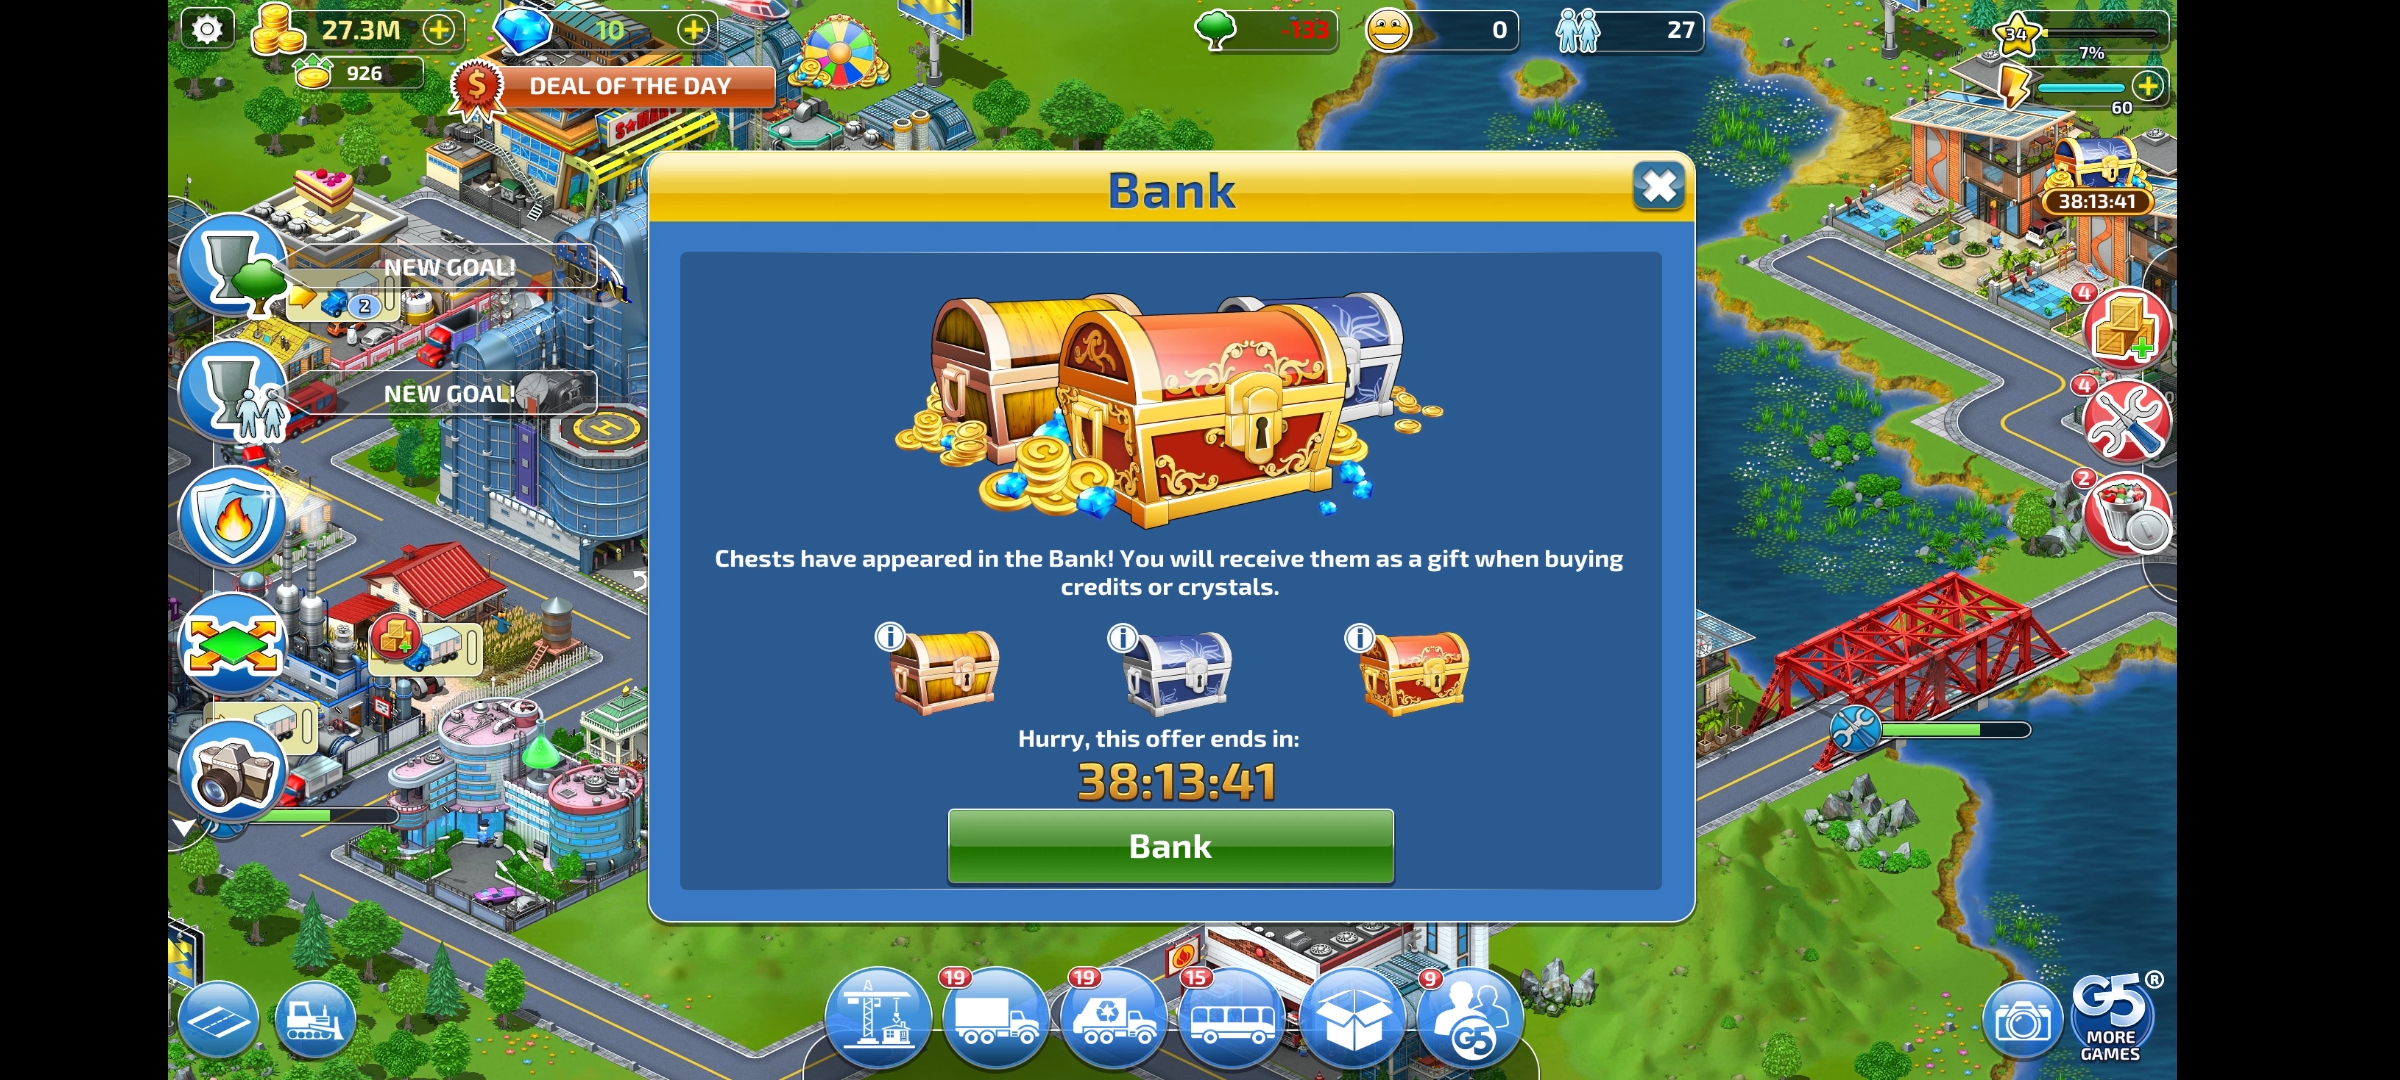 27.3M
10
-133
0
27
34
7%
926
DEAL OF THE DAY
60
S★MAR
Bank
38:13:41
NEW GOAL!
2
4
NEW GOAL!
4
2
H
Chests have appeared in the Bank! You will receive them as a gift when buying
credits or crystals.
Hurry, this offer ends in:
38:13:41
Bank
19
19
15
9
G5
G5®
MORE
GAMES